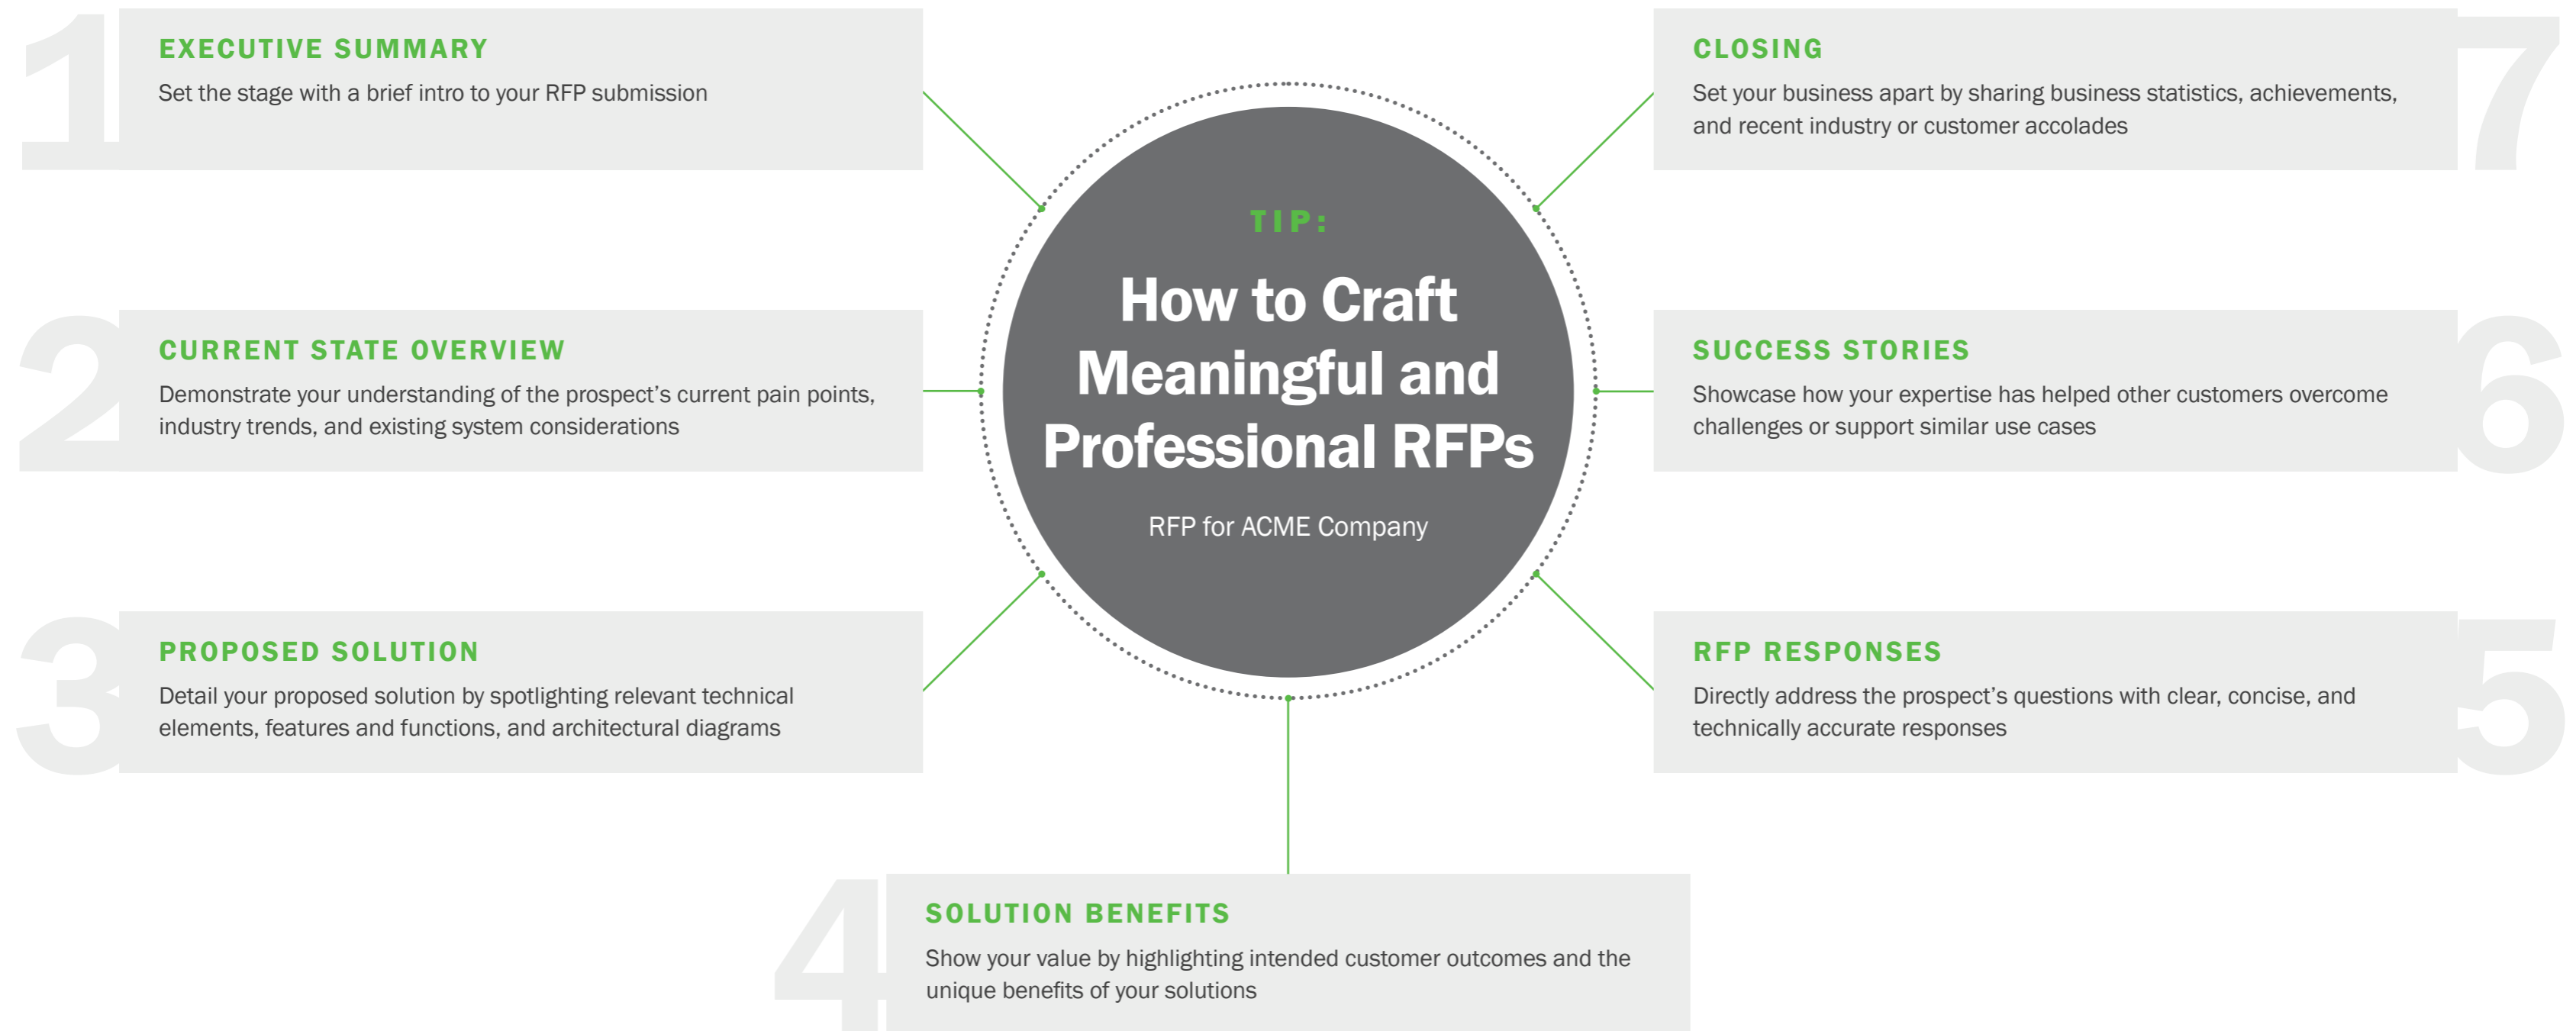 TIP:
How to Craft
Meaningful and
Professional RFPs
RFP for ACME Company
1
EXECUTIVE SUMMARY
Set the stage with a brief intro to your RFP submission
2
CURRENT STATE OVERVIEW
Demonstrate your understanding of the prospect’s current pain points,
industry trends, and existing system considerations
3
PROPOSED SOLUTION
Detail your proposed solution by spotlighting relevant technical
elements, features and functions, and architectural diagrams
4
SOLUTION BENEFITS
Show your value by highlighting intended customer outcomes and the
unique benefits of your solutions
5
RFP RESPONSES
Directly address the prospect’s questions with clear, concise, and
technically accurate responses
6
SUCCESS STORIES
Showcase how your expertise has helped other customers overcome
challenges or support similar use cases
7
CLOSING
Set your business apart by sharing business statistics, achievements,
and recent industry or customer accolades